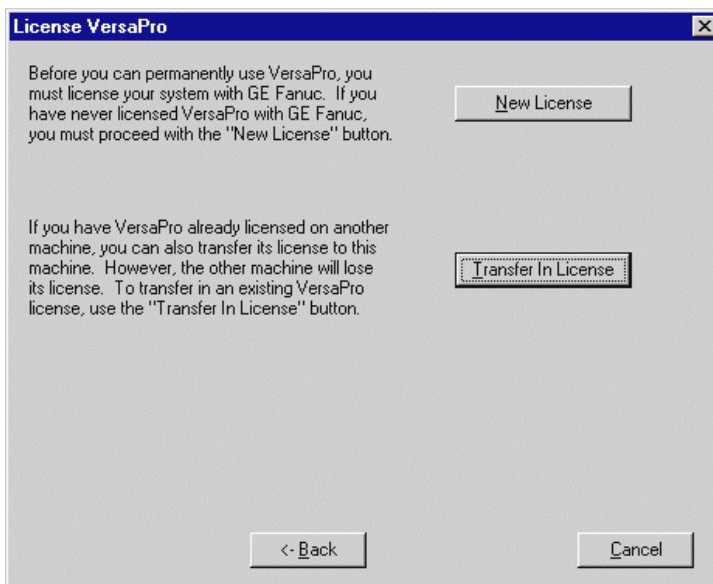 License VersaPro
Before you can permanently use VersaPro, you
must license your system with GE Fanuc. If you
have never licensed VersaPro with GE Fanuc,
you must proceed with the "New License" button.
New License
If you have VersaPro already licensed on another
machine, you can also transfer its license to this
machine. However, the other machine will lose
its license. To transfer in an existing VersaPro
license, use the "Transfer In License" button.
Transfer In License
<- Back
Cancel